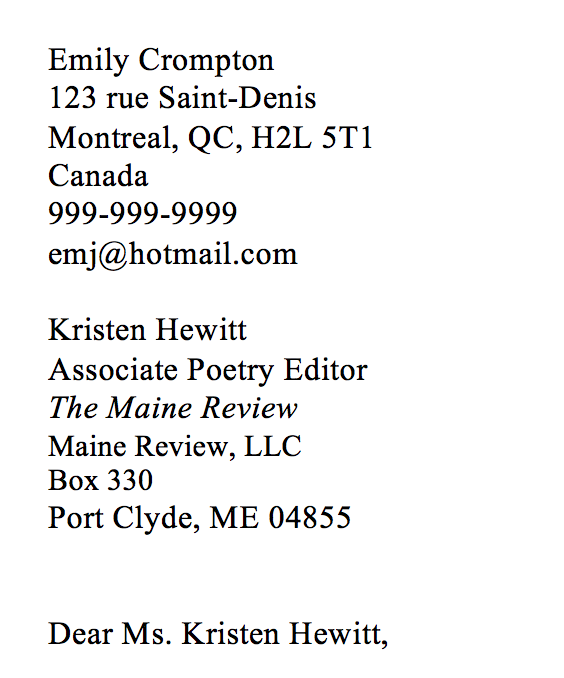 Emily Crompton
123 rue Saint-Denis
Montreal, QC, H2L 5T1
Canada
999-999-9999
emj@hotmail.com
Kristen Hewitt
Associate Poetry Editor
The Maine Review
Maine Review, LLC
Box 330
Port Clyde, ME 04855
Dear Ms. Kristen Hewitt,